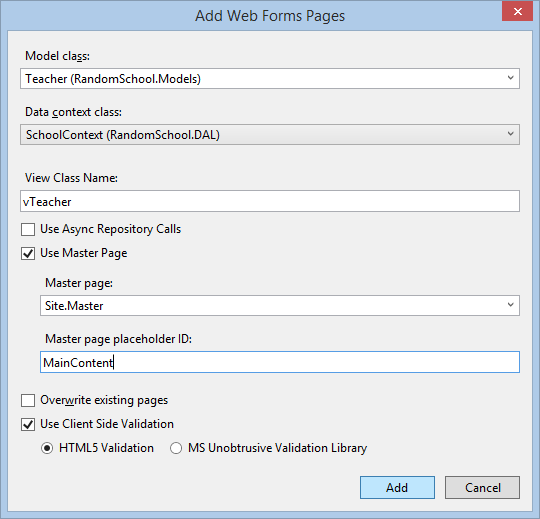 Add Web Forms Pages
Model class:
Teacher (RandomSchool.Models)
Data context class:
SchoolContext (RandomSchool.DAL)
View Class Name:
vTeacher
Use Async Repository Calls
Use Master Page
Master page:
Site.Master
Master page placeholder ID:
MainContent
Overwrite existing pages
Use Client Side Validation
HTML5 Validation MS Unobtrusive Validation Library
Add Cancel